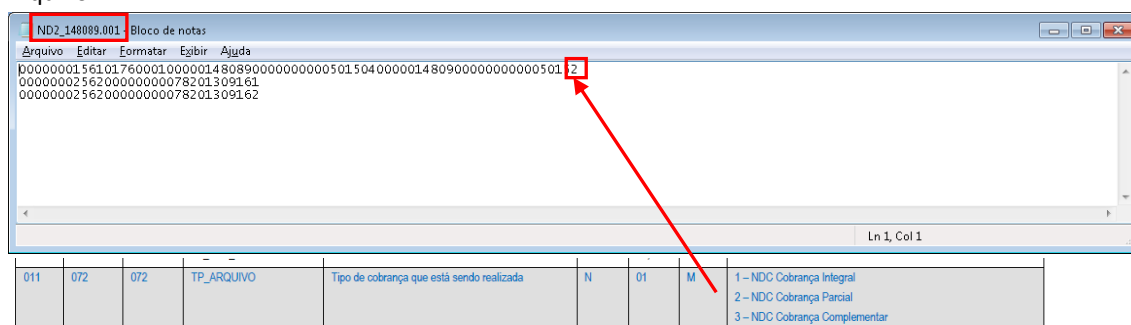 ND2_148089.001 - Bloco de notas
Arquivo Editar Formatar Exibir Ajuda
000000025620000000078201309161
000000025620000000078201309162
Ln 1, Col 1
011 072 072 TP_ARQUIVO Tipo de cobrança que está sendo realizada N 01 M 1 – NDC Cobrança Integral
2 – NDC Cobrança Parcial
3 – NDC Cobrança Complementar